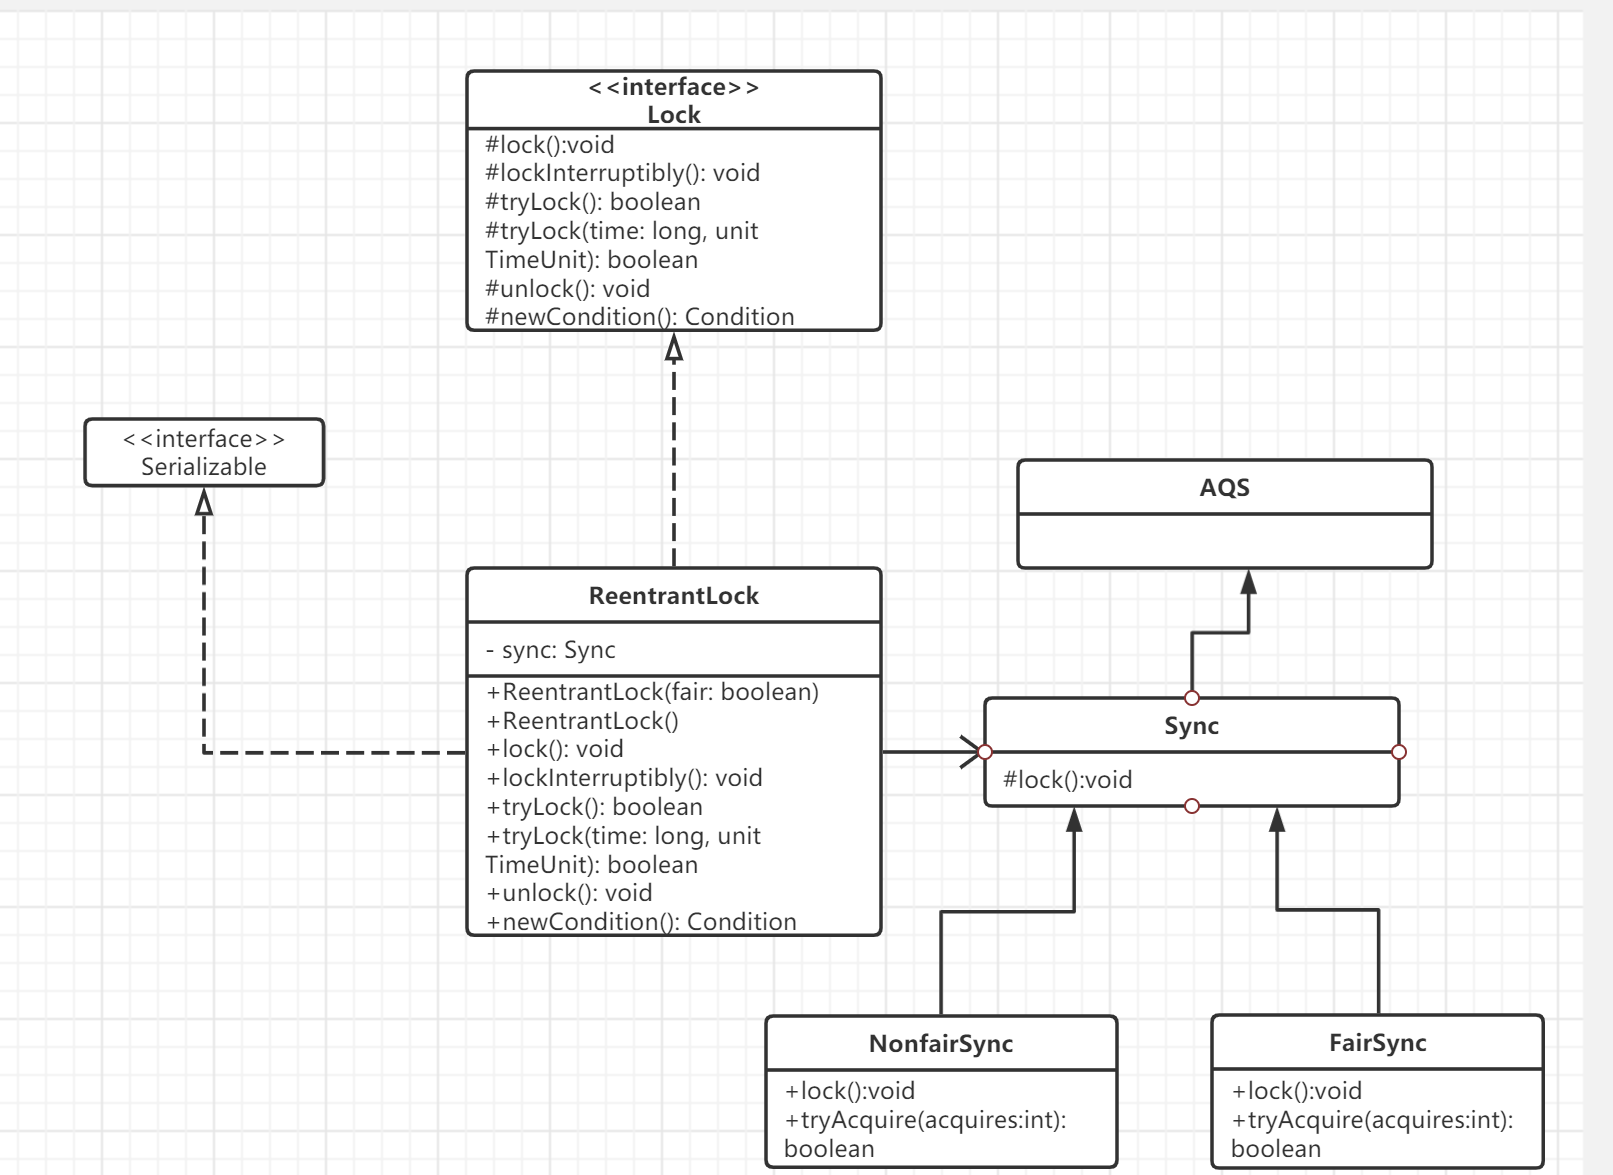 <<interface>>
Lock
#lock():void
#lockInterruptibly(): void
#tryLock(): boolean
#tryLock(time: long, unit
TimeUnit): boolean
#unlock(): void
#newCondition(): Condition
<<interface>>
Serializable
AQS
ReentrantLock
- sync: Sync
+ReentrantLock(fair: boolean)
+ReentrantLock()
+lock(): void
+lockInterruptibly(): void
+tryLock(): boolean
+tryLock(time: long, unit
TimeUnit): boolean
+unlock(): void
+newCondition(): Condition
Sync
#lock():void
NonfairSync
+lock():void
+tryAcquire(acquires:int):
boolean
FairSync
+lock():void
+tryAcquire(acquires:int):
boolean